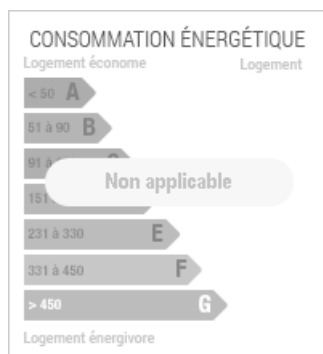 CONSOMMATION ÉNERGÉTIQUE
Logement économe Logement
< 50 A
51 à 90 B
91 à
Non applicable
151
231 à 330 E
331 à 450 F
> 450 G
Logement énergivore